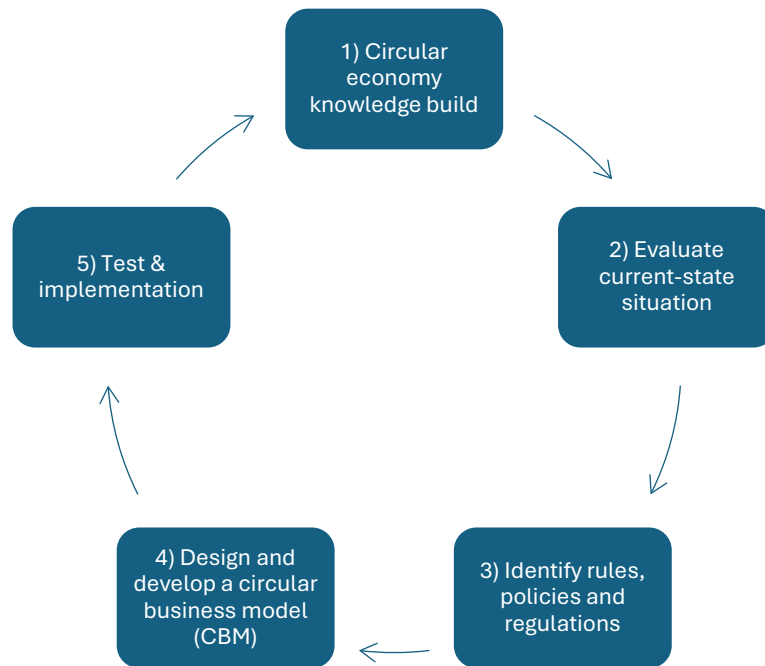 1) Circular
economy
knowledge build
2) Evaluate
current-state
situation
3) Identify rules,
policies and
regulations
4) Design and
develop a circular
business model
(CBM)
5) Test &
implementation